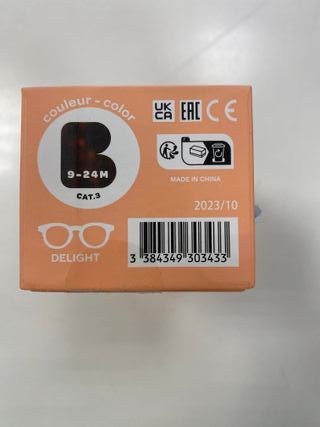 couleur - color
B
9-24M
CAT.3
UK
CA
EAC
CE
MADE IN CHINA
2023/10
DELIGHT
3 384349 303433